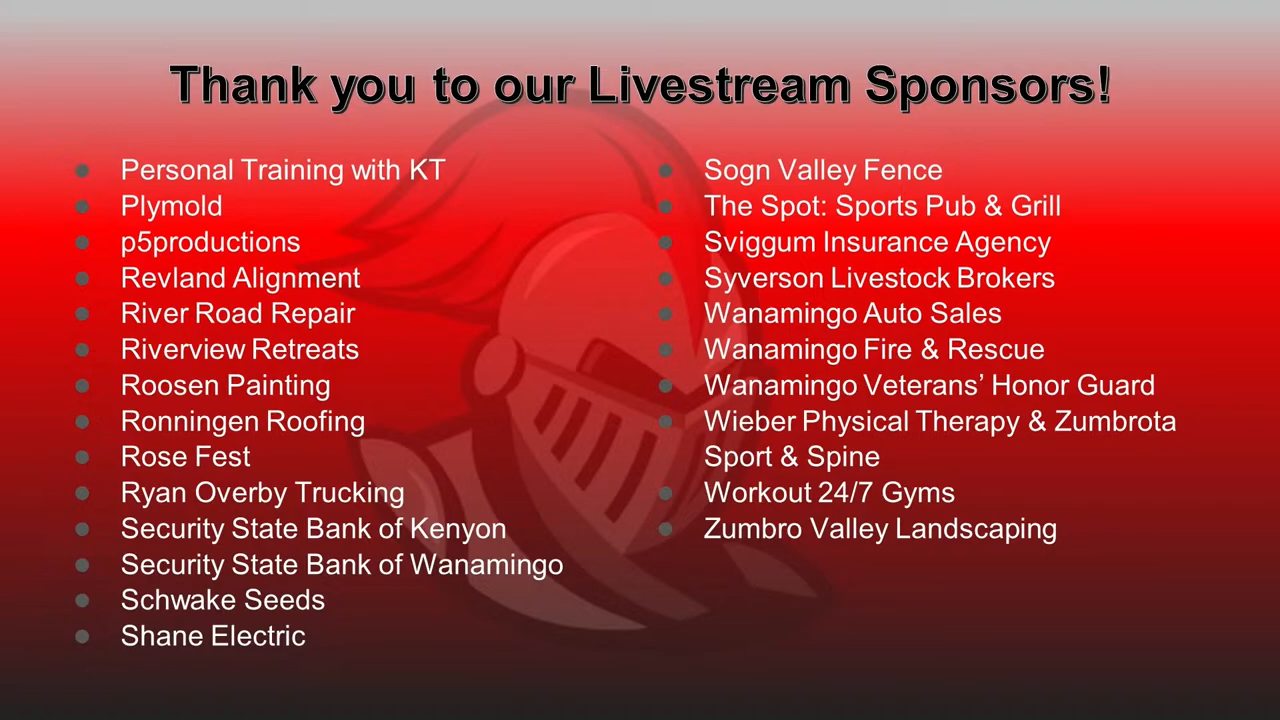 Thank you to our Livestream Sponsors!
Personal Training with KT
Plymold
p5productions
Revland Alignment
River Road Repair
Riverview Retreats
Roosen Painting
Ronningen Roofing
Rose Fest
Ryan Overby Trucking
Security State Bank of Kenyon
Security State Bank of Wanamingo
Schwake Seeds
Shane Electric
Sogn Valley Fence
The Spot: Sports Pub & Grill
Sviggum Insurance Agency
Syverson Livestock Brokers
Wanamingo Auto Sales
Wanamingo Fire & Rescue
Wanamingo Veterans’ Honor Guard
Wieber Physical Therapy & Zumbrota
Sport & Spine
Workout 24/7 Gyms
Zumbro Valley Landscaping